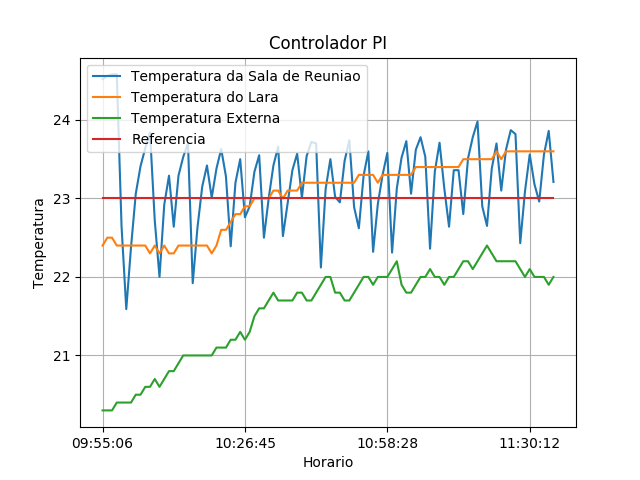 Controlador PI
Temperatura da Sala de Reuniao
Temperatura do Lara
Temperatura Externa
Referencia
Temperatura
24
23
22
21
09:55:06 10:26:45 10:58:28 11:30:12
Horario